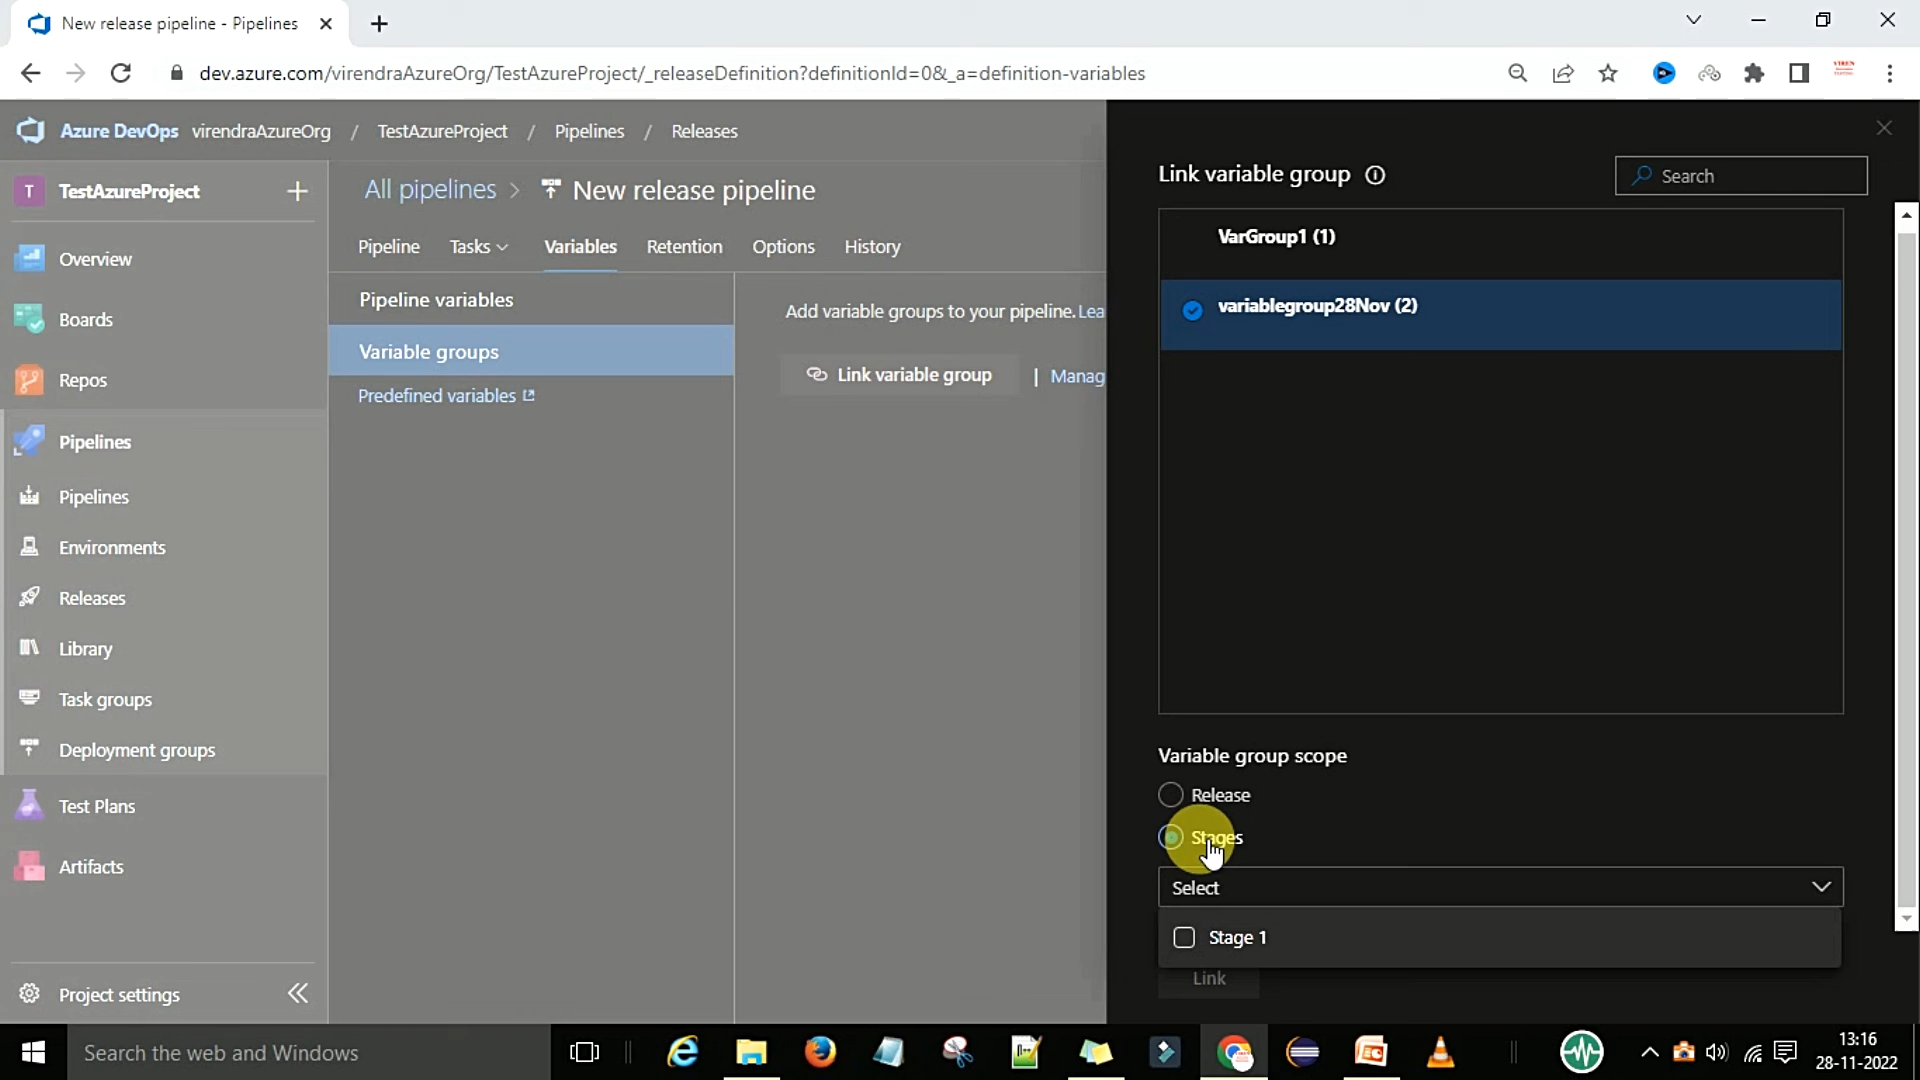 New release pipeline - Pipelines
dev.azure.com/virendraAzureOrg/TestAzureProject/_releaseDefinition?definitionId=0&_a=definition-variables
Azure DevOps virendraAzureOrg / TestAzureProject / Pipelines / Releases
T TestAzureProject
Overview
Boards
Repos
Pipelines
Pipelines
Environments
Releases
Library
Task groups
Deployment groups
Test Plans
Artifacts
Project settings
All pipelines > New release pipeline
Pipeline Tasks Variables Retention Options History
Pipeline variables
Variable groups
Predefined variables
Add variable groups to your pipeline. Lea
Link variable group | Manag
Link variable group
Search
VarGroup1 (1)
variablegroup28Nov (2)
Variable group scope
Release
Stages
Select
Stage 1
Link
Search the web and Windows
13:16
28-11-2022